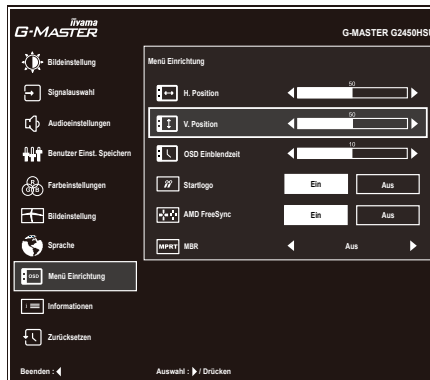 iiyama
G-MASTER
G-MASTER G2450HSU
Bildeinstellung
Signalauswahl
Audioeinstellungen
Benutzer Einst. Speichern
Farbeinstellungen
Bildeinstellung
Sprache
OSD Menü Einrichtung
Informationen
Zurücksetzen
Menü Einrichtung
H. Position
50
V. Position
50
OSD Einblendzeit
10
Startlogo
Ein
Aus
AMD FreeSync
Ein
Aus
MPRT MBR
Aus
Beenden :
Auswahl : / Drücken